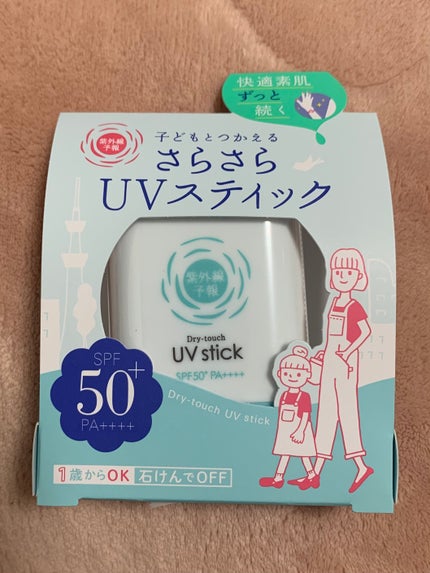 快適素肌
ずっと
続く
紫外線
予報
子どもとつかえる
さらさら
UVスティック
紫外線
予報
Dry-touch
UV stick
SPF50+ PA++++
SPF
50+
PA++++
Dry-touch UV stick
1歳からOK 石けんでOFF